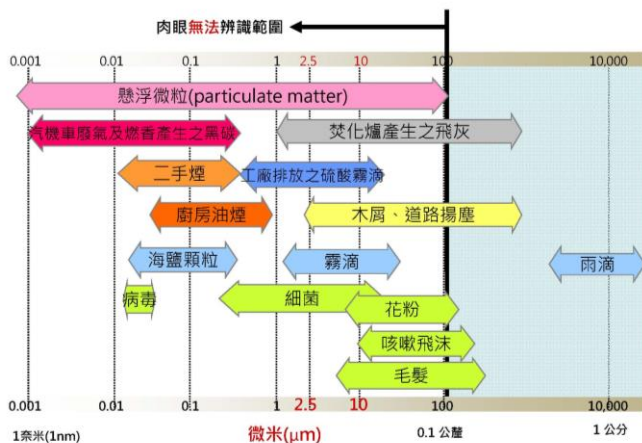 肉眼無法辨識範圍
0.001 0.01 0.1 1 2.5 10 100 10,000
懸浮微粒(particulate matter)
汽機車廢氣及燃香產生之黑碳 焚化爐產生之飛灰
二手煙 工廠排放之硫酸霧滴
廚房油煙 木屑、道路揚塵
海鹽顆粒 霧滴 雨滴
病毒 細菌 花粉
咳嗽飛沫
毛髮
0.001 0.01 0.1 1 2.5 10 100 10,000
1奈米(1nm) 微米(μm) 0.1 公釐 1 公分